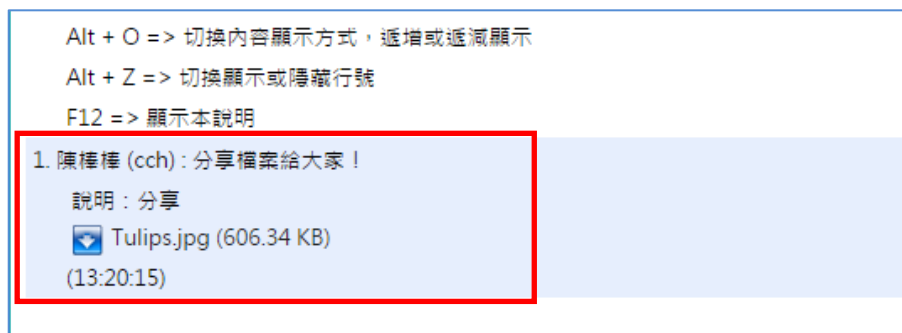 Alt + O => 切換內容顯示方式，遞增或遞減顯示
Alt + Z => 切換顯示或隱藏行號
F12 => 顯示本說明
1. 陳棒棒 (cch) : 分享檔案給大家！
說明：分享
Tulips.jpg (606.34 KB)
(13:20:15)